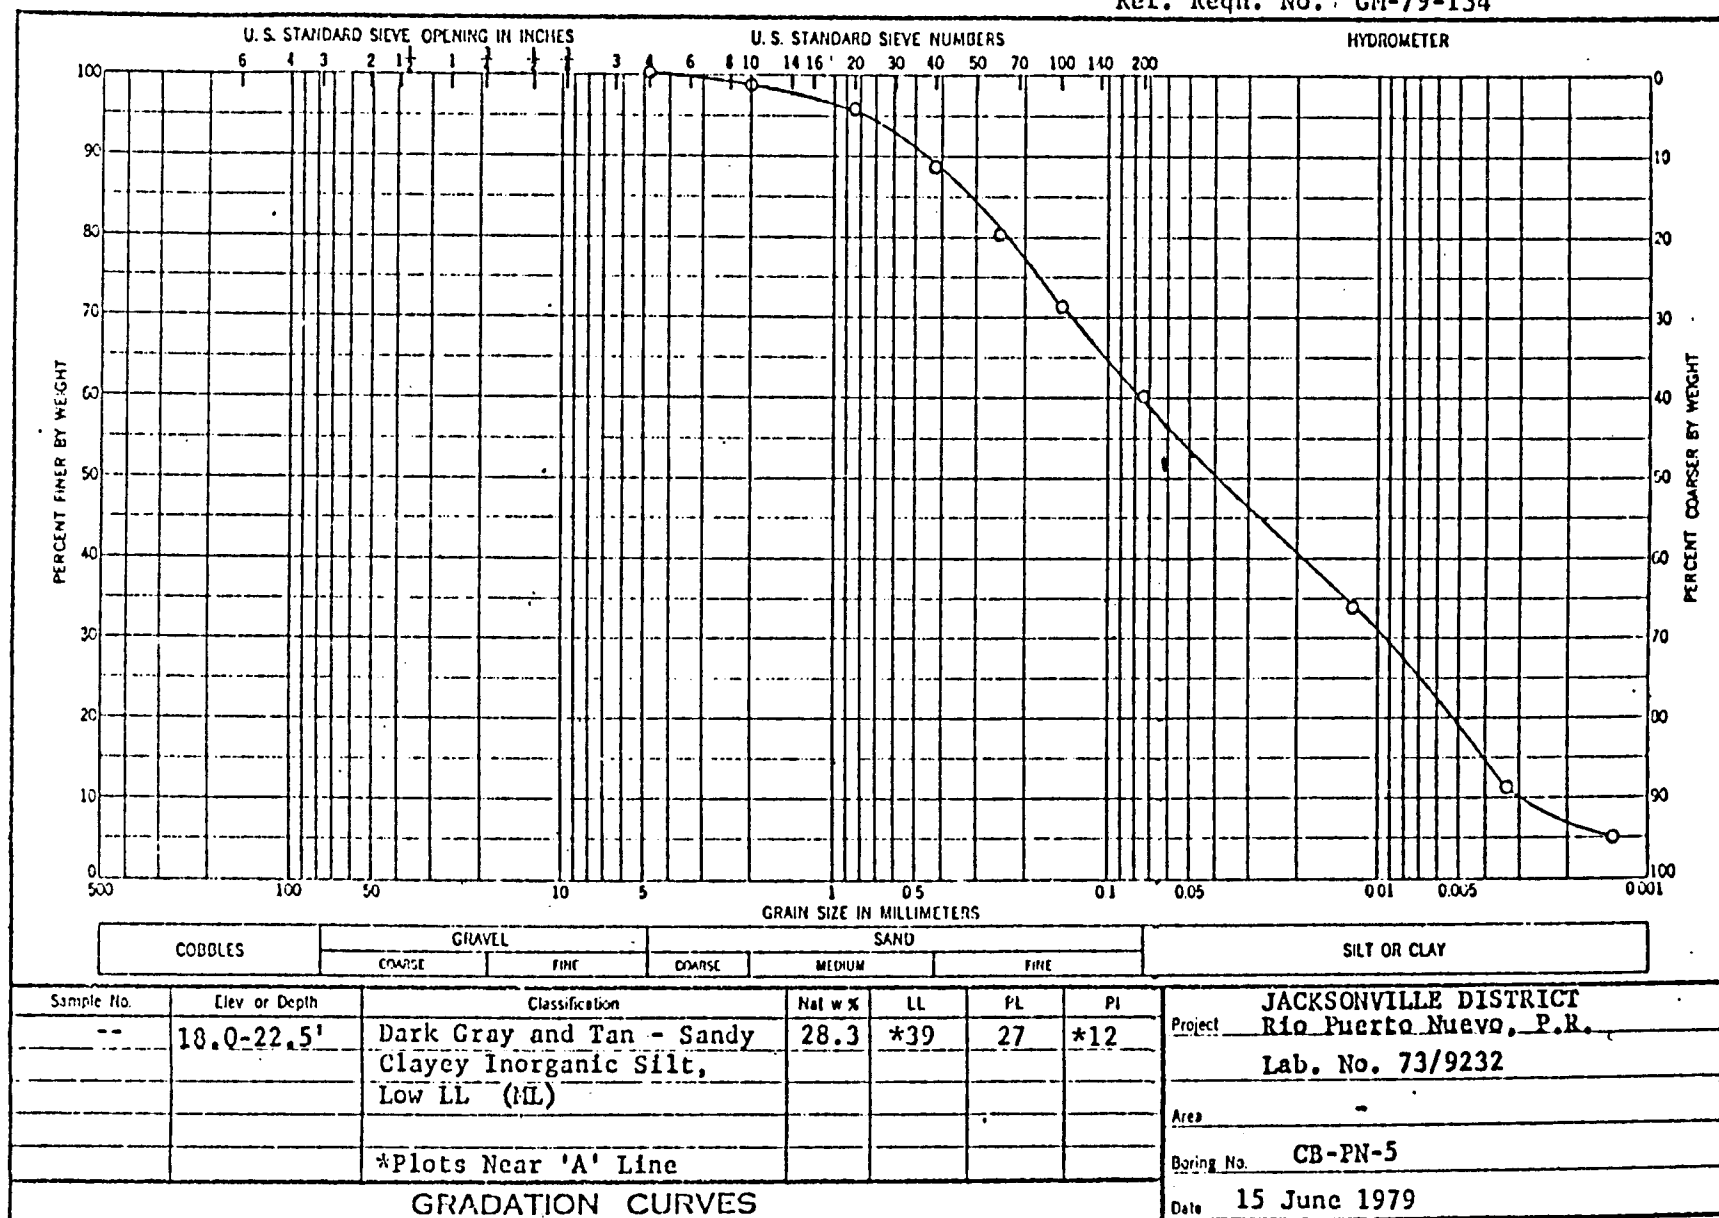 Ref. Reqn. No. GM-79-134
U. S. STANDARD SIEVE OPENING IN INCHES
U. S. STANDARD SIEVE NUMBERS
HYDROMETER
6 4 3 2 1½ 1 ¾ ½ 3 4 6 8 10 14 16 20 30 40 50 70 100 140 200
100 90 80 70 60 50 40 30 20 10 0
PERCENT FINER BY WEIGHT
0 10 20 30 40 50 60 70 80 90 100
PERCENT COARSER BY WEIGHT
500 100 50 10 5 1 0.5 0.1 0.05 0.01 0.005 0.001
GRAIN SIZE IN MILLIMETERS
COBBLES GRAVEL SAND SILT OR CLAY
COARSE FINE COARSE MEDIUM FINE
Sample No. Elev or Depth Classification Nat w % LL PL PI
-- 18.0-22.5' Dark Gray and Tan - Sandy 28.3 *39 27 *12
Clayey Inorganic Silt,
Low LL (ML)
*Plots Near 'A' Line
GRADATION CURVES
JACKSONVILLE DISTRICT
Project Rio Puerto Nuevo, P.R.
Lab. No. 73/9232
Area -
Boring No. CB-PN-5
Date 15 June 1979